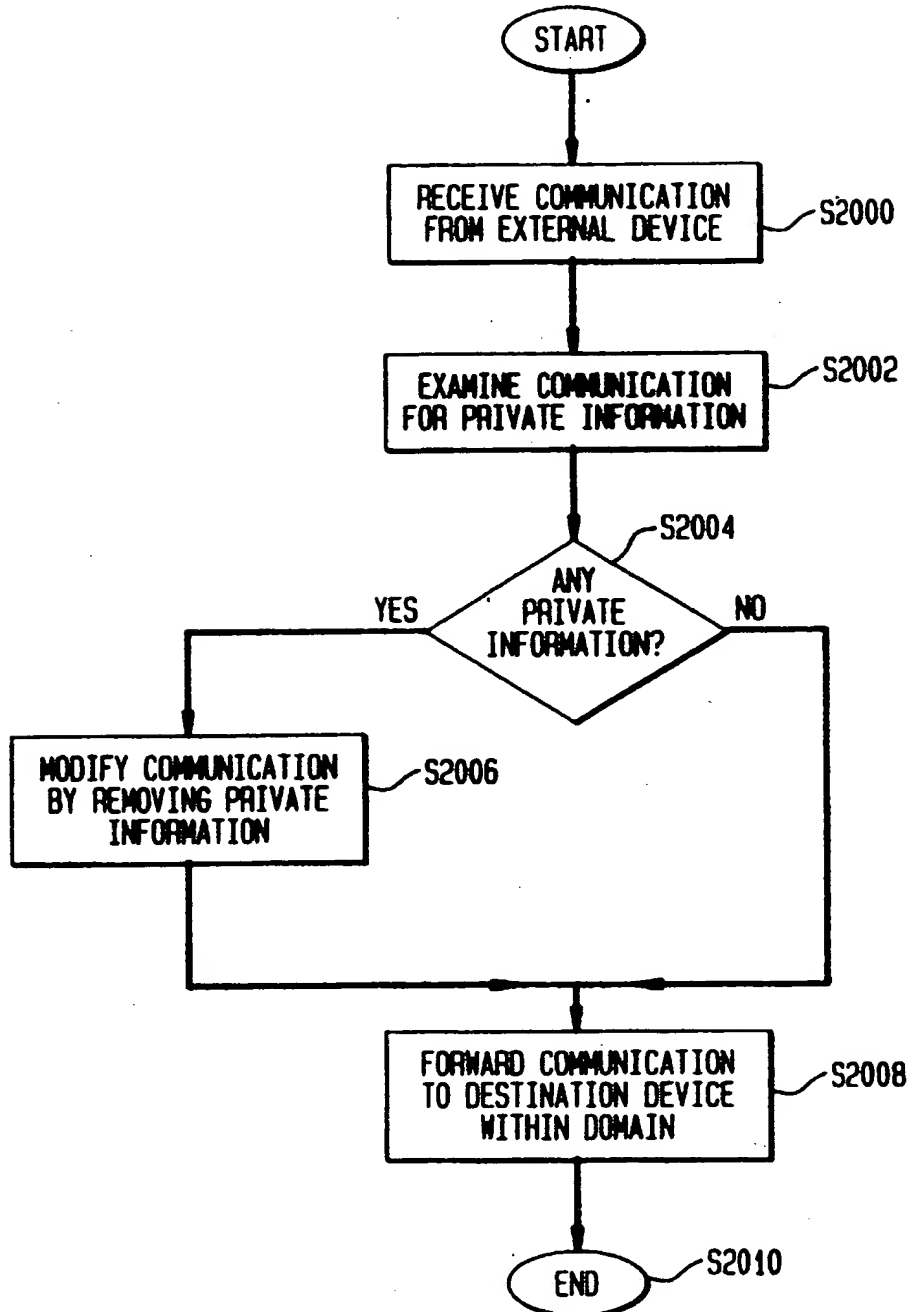 START
RECEIVE COMMUNICATION
FROM EXTERNAL DEVICE
S2000
EXAMINE COMMUNICATION
FOR PRIVATE INFORMATION
S2002
S2004
ANY
PRIVATE
INFORMATION?
YES
NO
MODIFY COMMUNICATION
BY REMOVING PRIVATE
INFORMATION
S2006
FORWARD COMMUNICATION
TO DESTINATION DEVICE
WITHIN DOMAIN
S2008
END
S2010